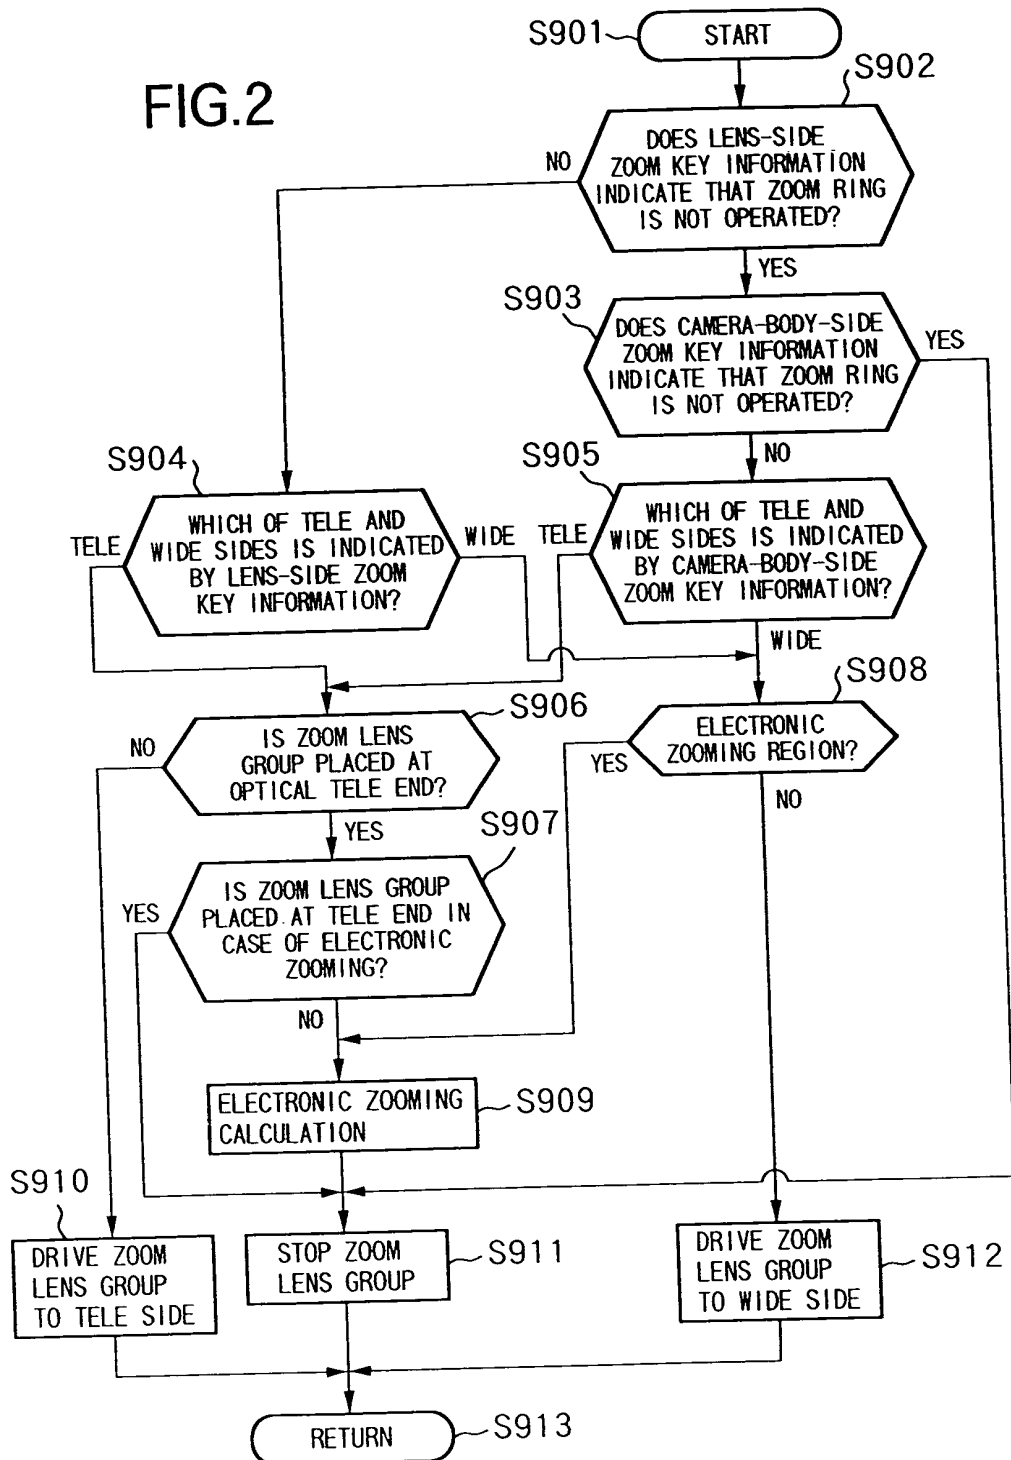 S901
START
FIG.2
S902
DOES LENS-SIDE
ZOOM KEY INFORMATION
INDICATE THAT ZOOM RING
IS NOT OPERATED?
NO
YES
S903
DOES CAMERA-BODY-SIDE
ZOOM KEY INFORMATION
INDICATE THAT ZOOM RING
IS NOT OPERATED?
YES
NO
S904
WHICH OF TELE AND
WIDE SIDES IS INDICATED
BY LENS-SIDE ZOOM
KEY INFORMATION?
TELE
WIDE
S905
WHICH OF TELE AND
WIDE SIDES IS INDICATED
BY CAMERA-BODY-SIDE
ZOOM KEY INFORMATION?
TELE
WIDE
S906
IS ZOOM LENS
GROUP PLACED AT
OPTICAL TELE END?
NO
YES
S908
ELECTRONIC
ZOOMING REGION?
YES
NO
S907
IS ZOOM LENS GROUP
PLACED AT TELE END IN
CASE OF ELECTRONIC
ZOOMING?
YES
NO
ELECTRONIC ZOOMING
CALCULATION
S909
S910
DRIVE ZOOM
LENS GROUP
TO TELE SIDE
STOP ZOOM
LENS GROUP
S911
DRIVE ZOOM
LENS GROUP
TO WIDE SIDE
S912
RETURN
S913